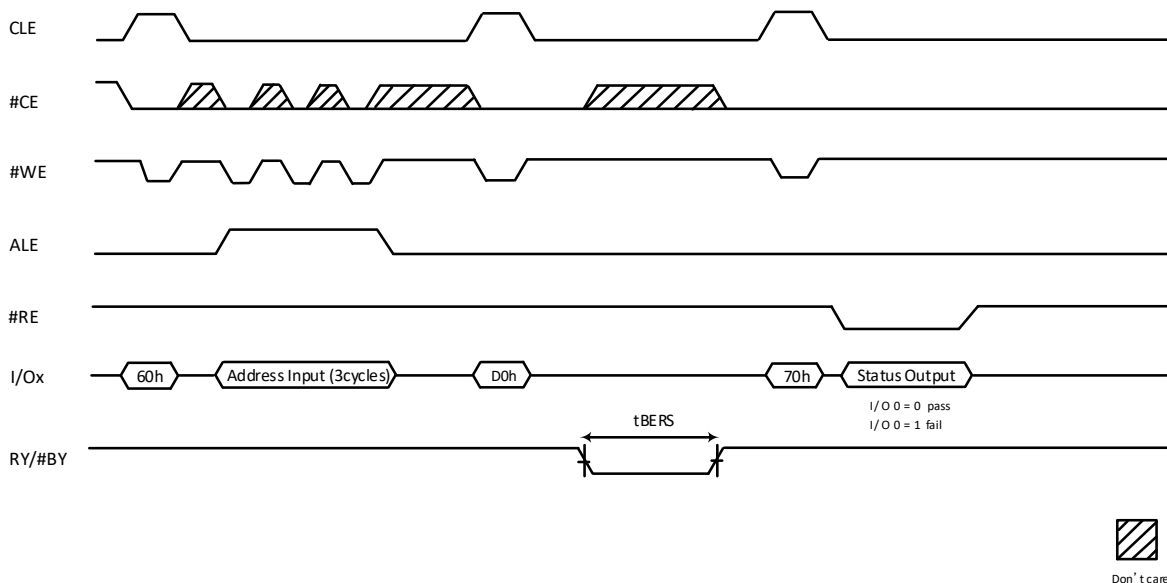 CLE
#CE
#WE
ALE
#RE
I/Ox 60h Address Input (3cycles) D0h 70h Status Output
I/O 0 = 0 pass
I/O 0 = 1 fail
tBERS
RY/#BY
Don't care